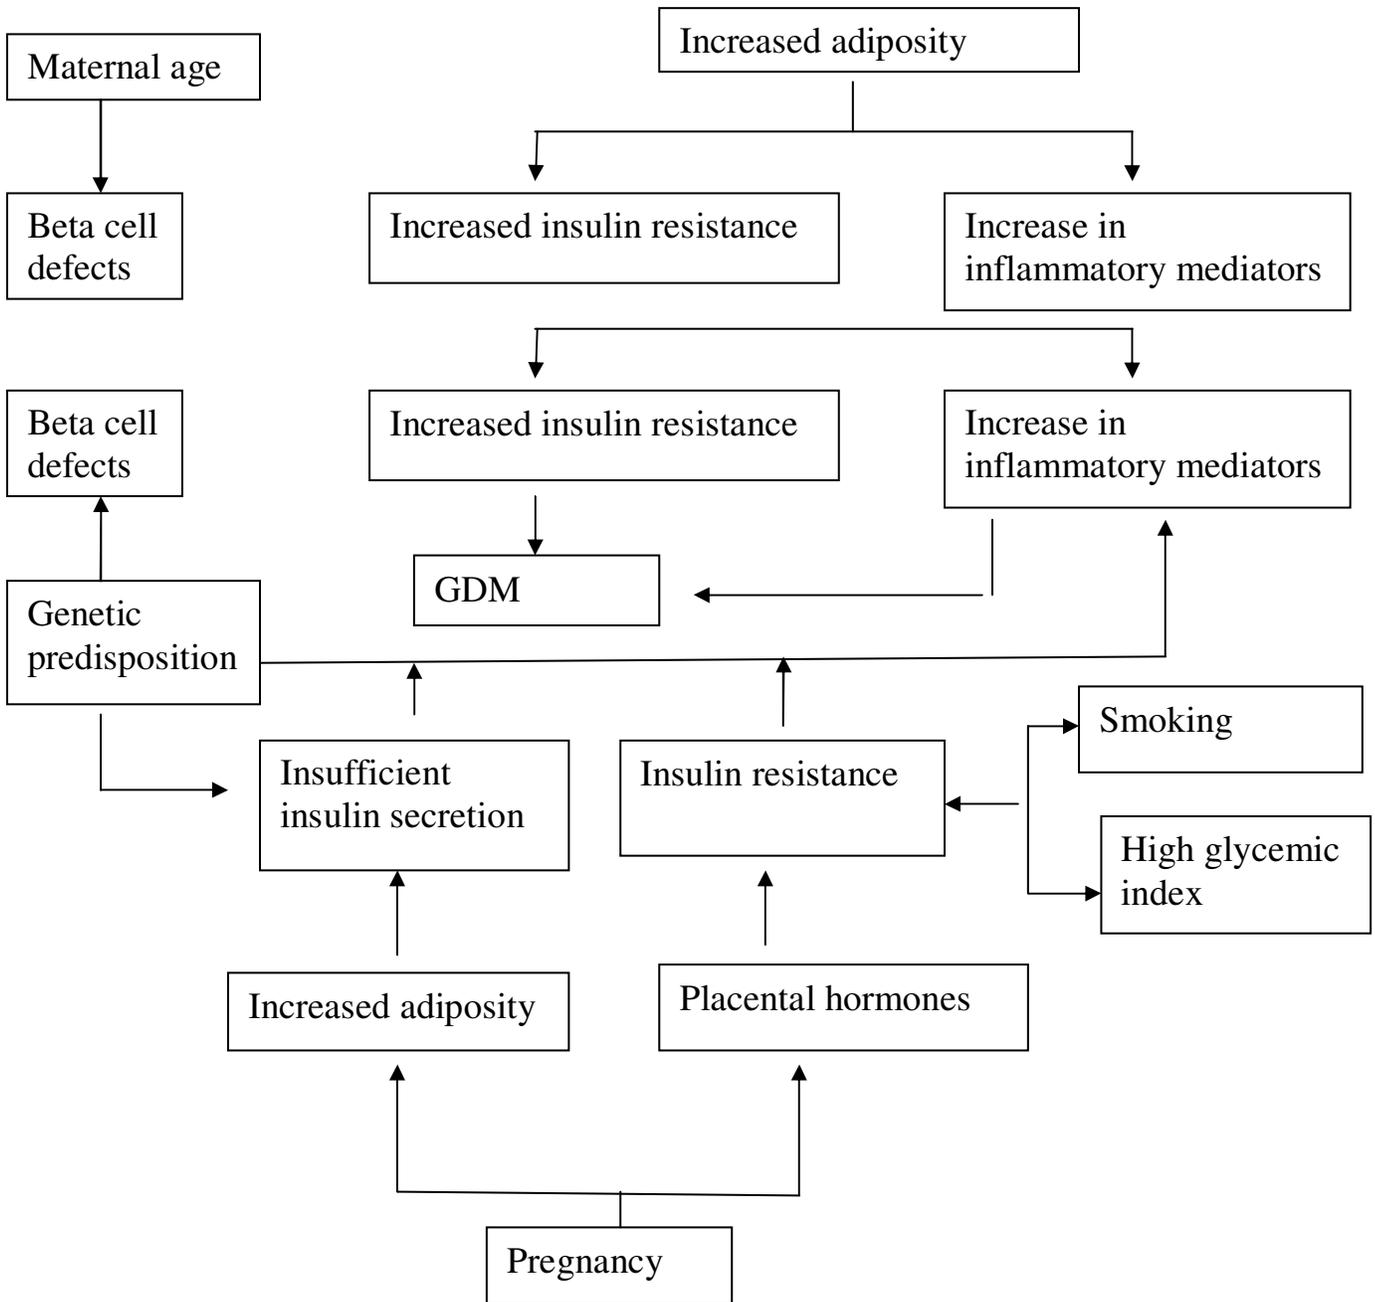 Increased adiposity
Maternal age
Beta cell
defects
Increased insulin resistance
Increase in
inflammatory mediators
Beta cell
defects
Increased insulin resistance
Increase in
inflammatory mediators
GDM
Genetic
predisposition
Smoking
Insufficient
insulin secretion
Insulin resistance
High glycemic
index
Increased adiposity
Placental hormones
Pregnancy